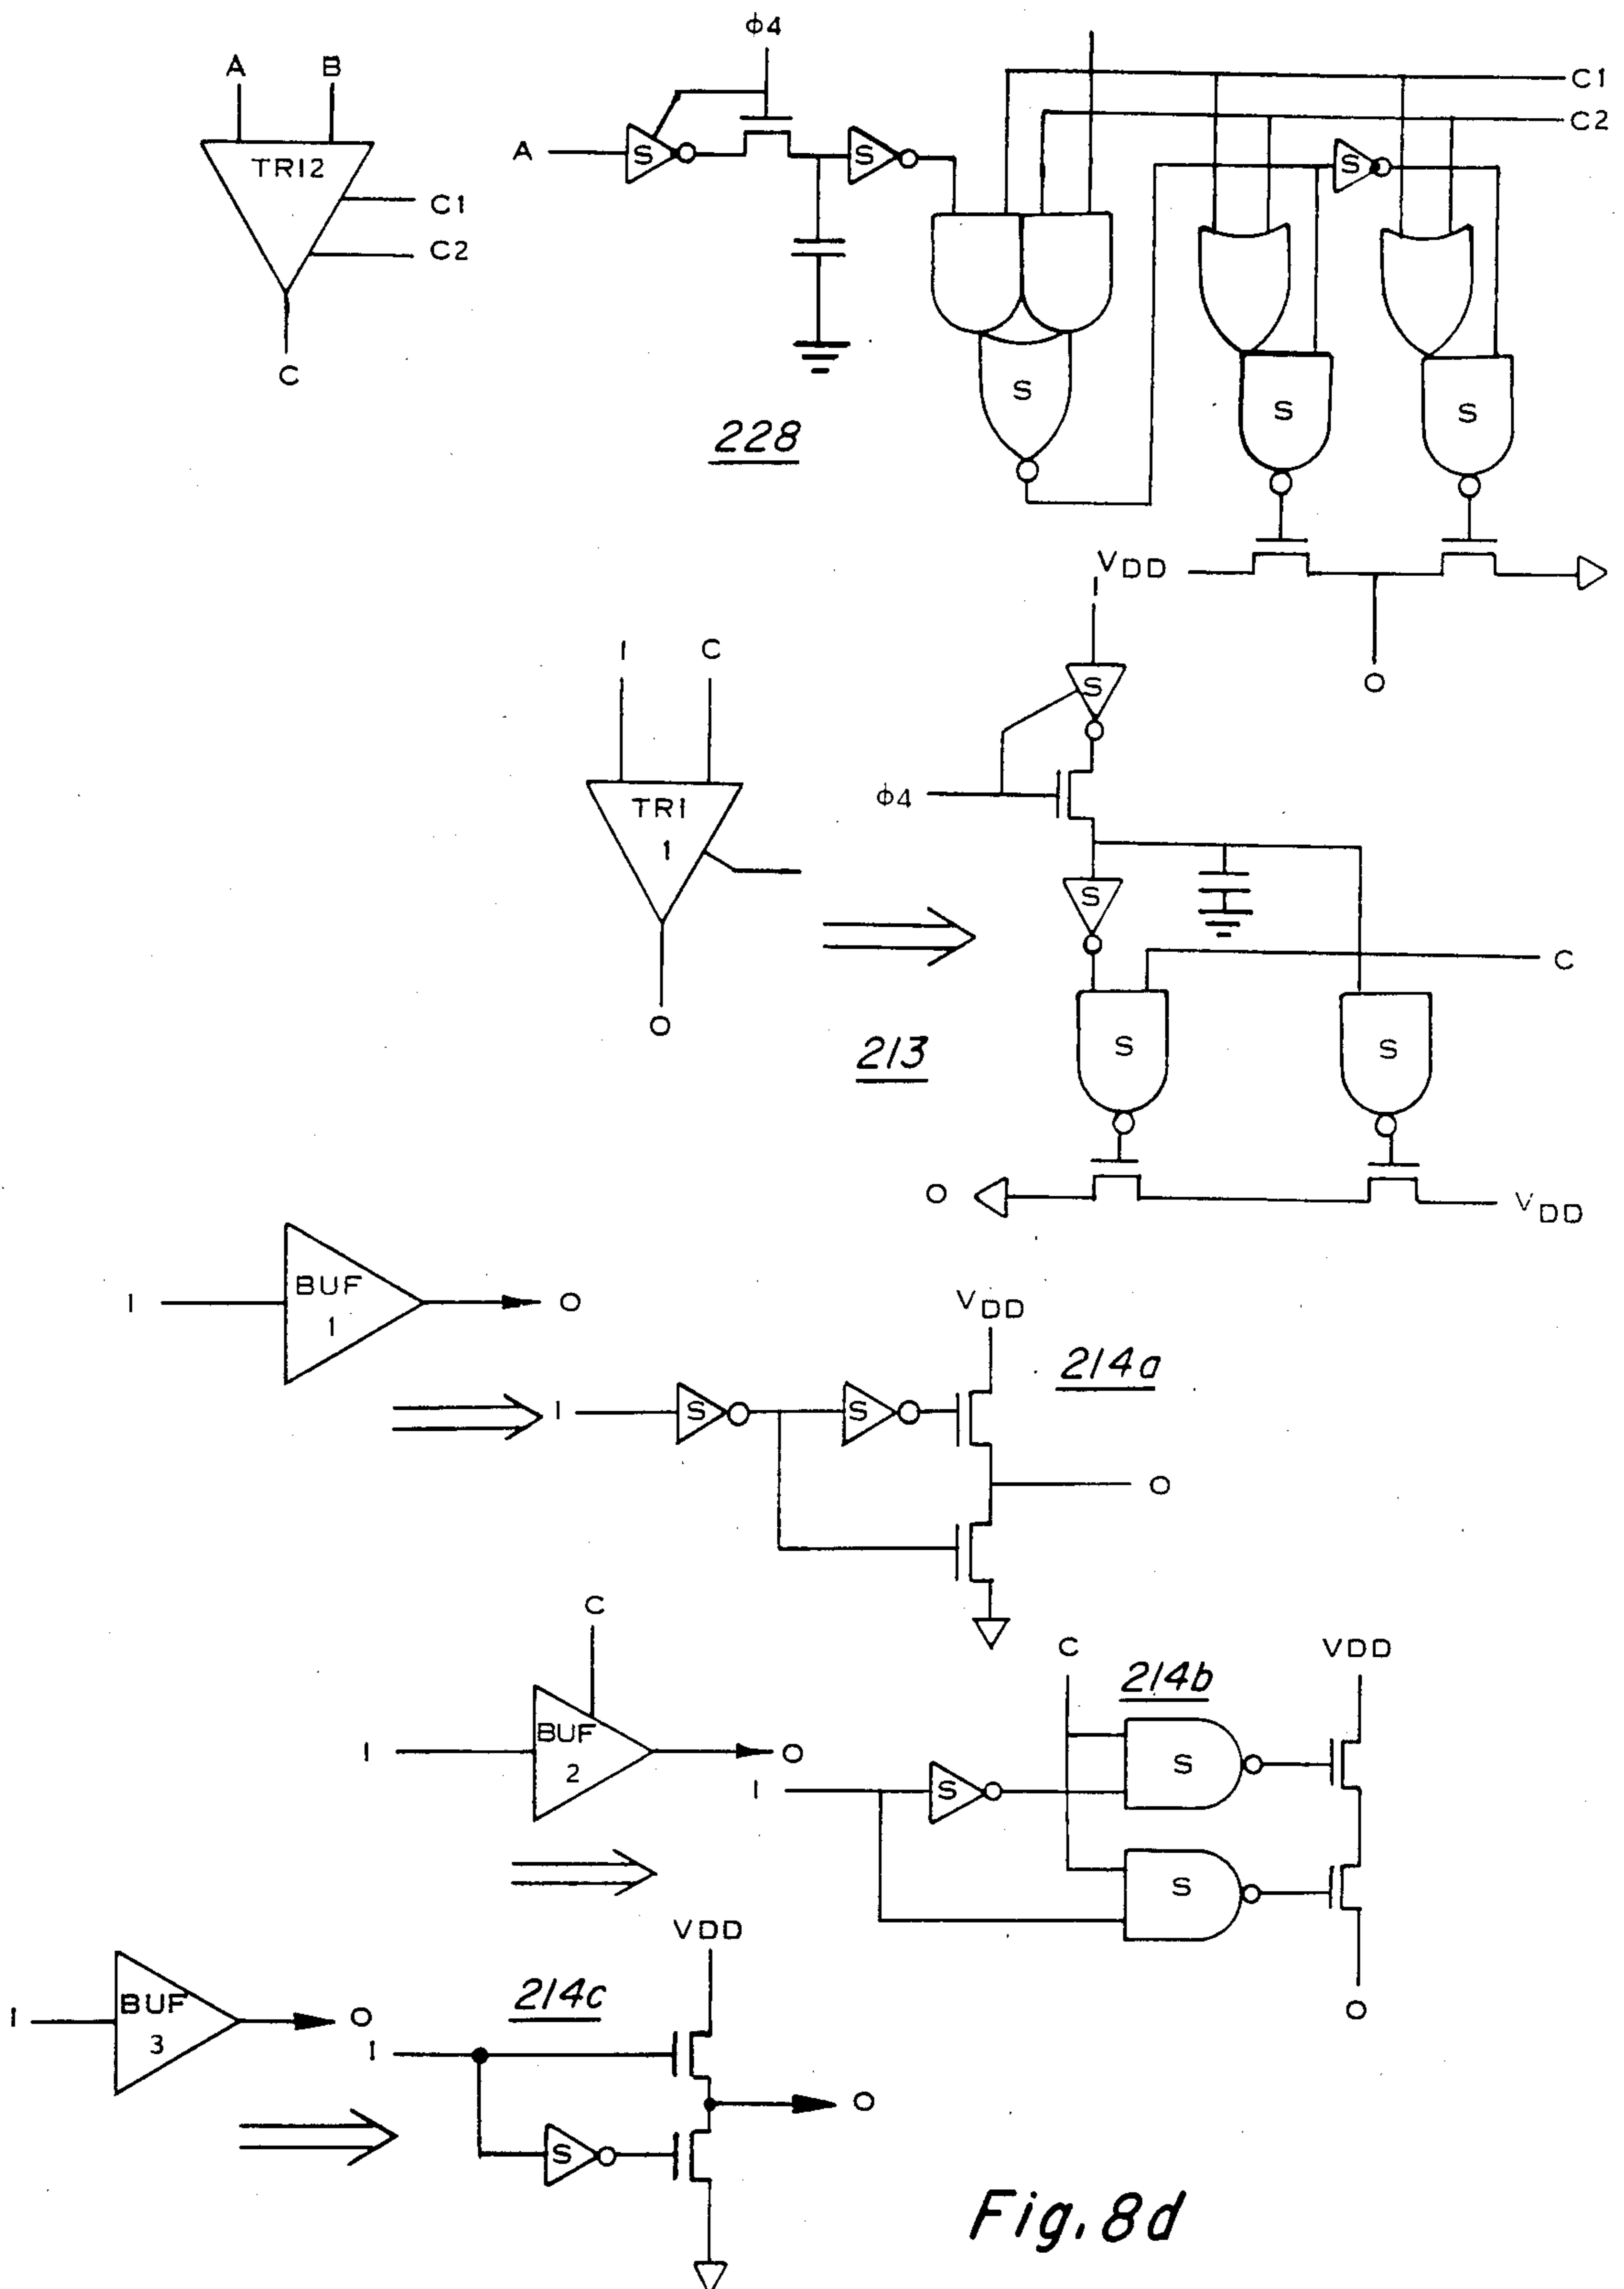 A B
TRI2
C1
C2
C
ϕ4
A
S
S
S
S
S
S
C1
C2
228
VDD
O
I C
TRI
1
O
I
S
ϕ4
S
C
S
S
213
O
VDD
I
BUF
1
O
VDD
214a
I
S
S
O
C
I
BUF
2
O
C
214b
VDD
I
S
S
S
O
I
BUF
3
O
VDD
214c
I
S
O
Fig. 8d